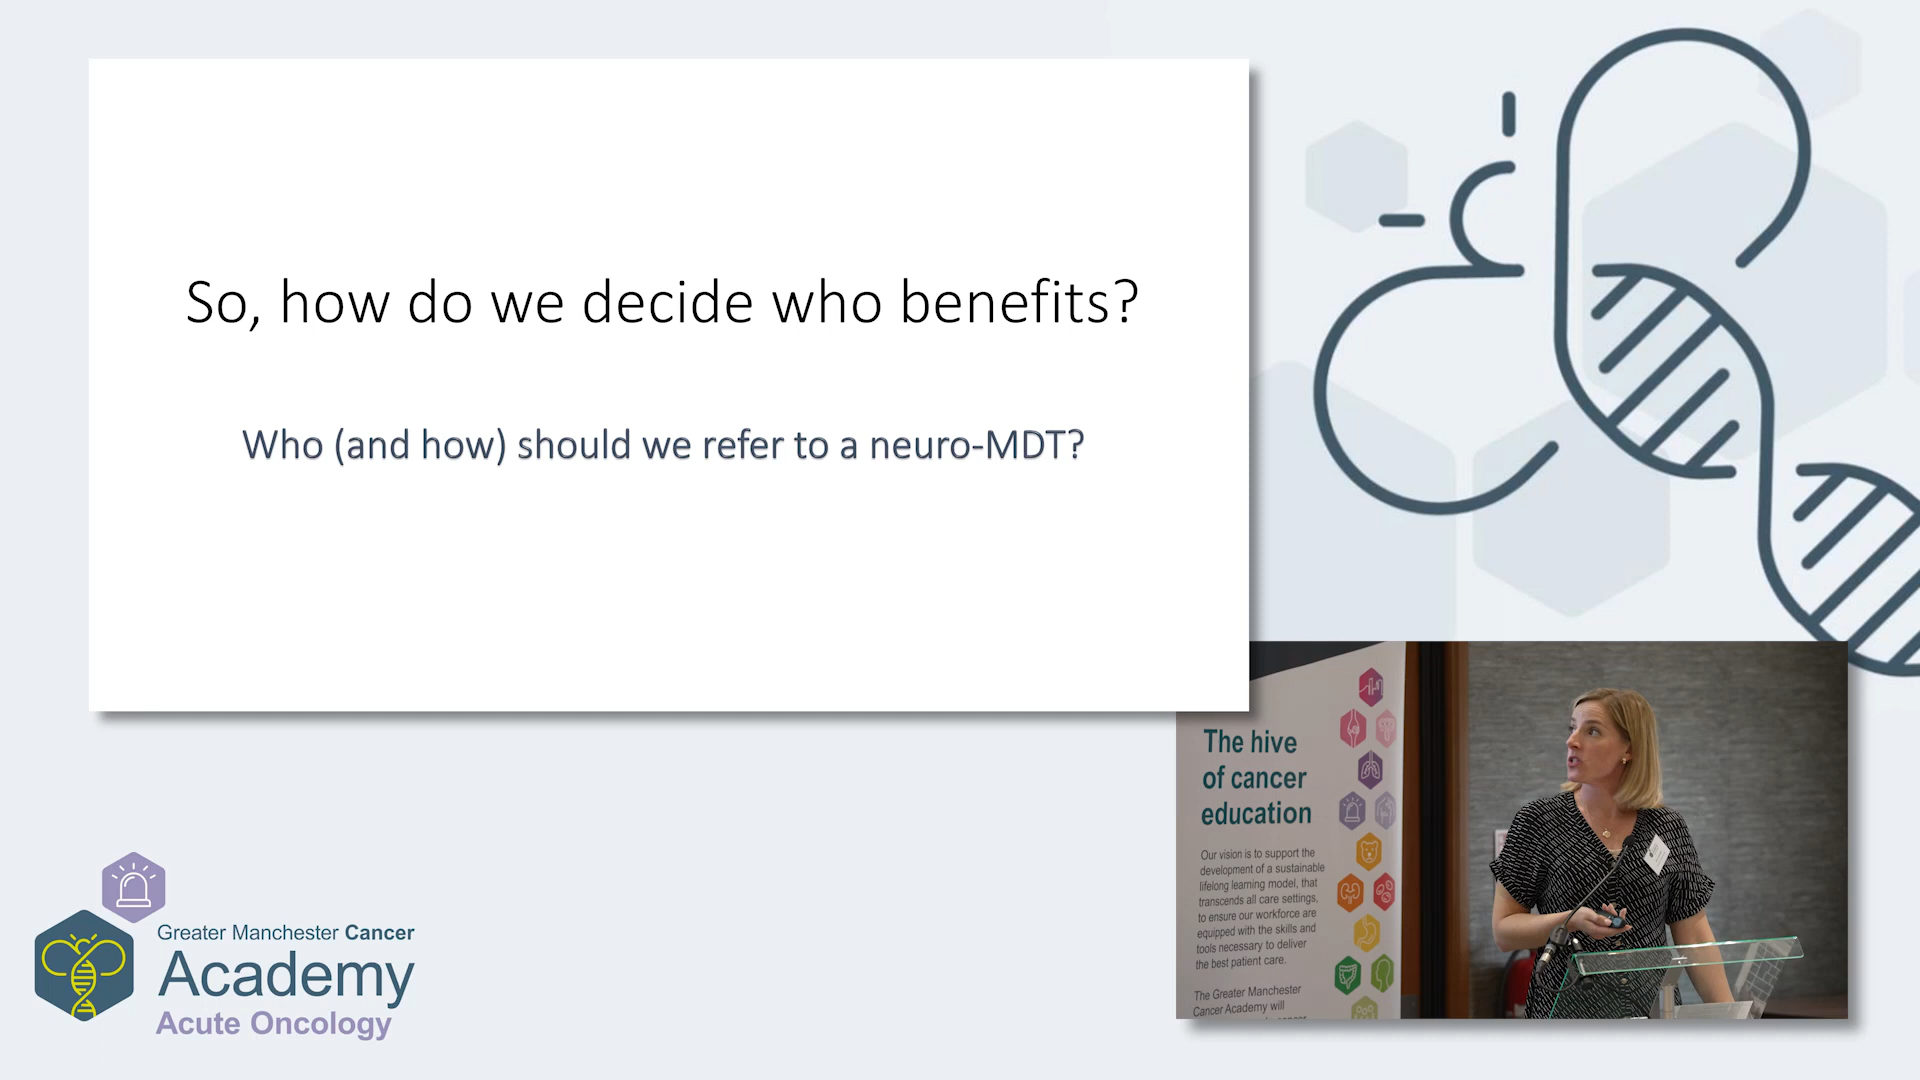 So, how do we decide who benefits?
Who (and how) should we refer to a neuro-MDT?
The hive
of cancer
education
Our vision is to support the
development of a sustainable
lifelong learning model, that
transcends all care settings,
to ensure our workforce are
equipped with the skills and
tools necessary to deliver
the best patient care.
The Greater Manchester
Cancer Academy will
Greater Manchester Cancer
Academy
Acute Oncology